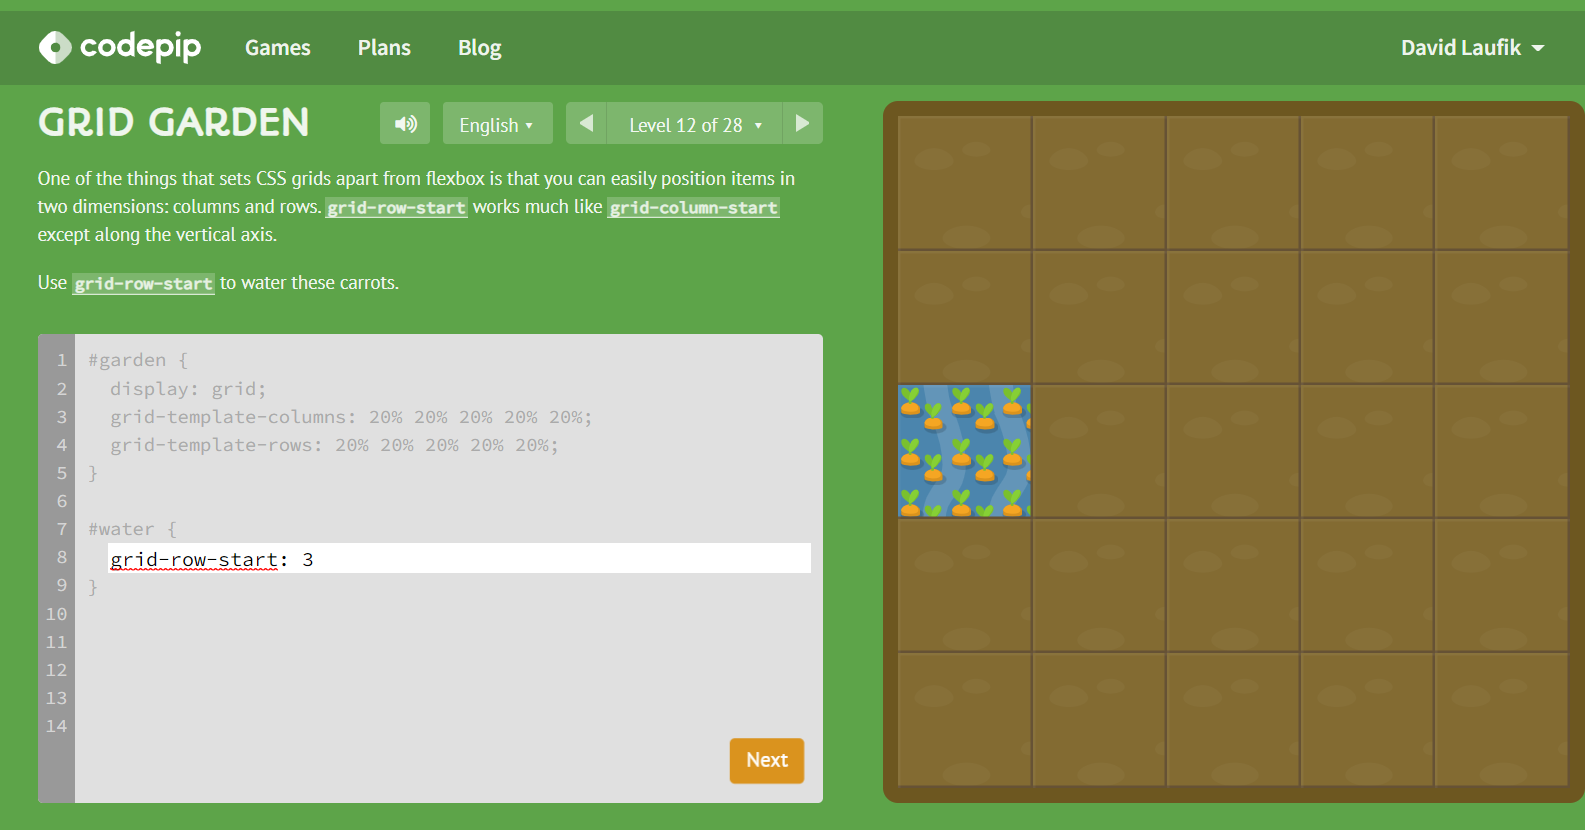 codepip Games Plans Blog David Laufik
GRID GARDEN English Level 12 of 28
One of the things that sets CSS grids apart from flexbox is that you can easily position items in
two dimensions: columns and rows. grid-row-start works much like grid-column-start
except along the vertical axis.
Use grid-row-start to water these carrots.
1 #garden {
2 display: grid;
3 grid-template-columns: 20% 20% 20% 20% 20%;
4 grid-template-rows: 20% 20% 20% 20% 20%;
5 }
6
7 #water {
8 grid-row-start: 3
9 }
10
11
12
13
14
Next